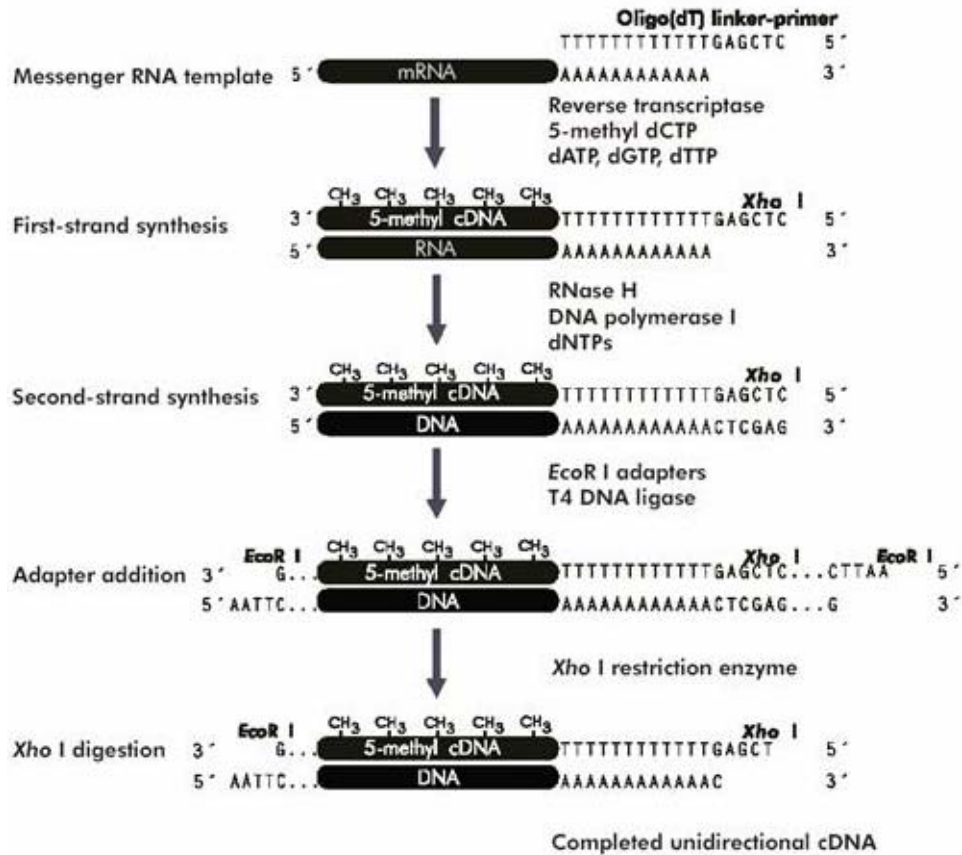 Oligo(dT) linker-primer
TTTTTTTTTTTTGAGCTC 5´
Messenger RNA template 5´ mRNA AAAAAAAAAAAA 3´
Reverse transcriptase
5-methyl dCTP
dATP, dGTP, dTTP
CH3 CH3 CH3 CH3 CH3 Xho I
First-strand synthesis 3´ 5-methyl cDNA TTTTTTTTTTTTGAGCTC 5´
5´ RNA AAAAAAAAAAAA 3´
RNase H
DNA polymerase I
dNTPs
CH3 CH3 CH3 CH3 CH3 Xho I
Second-strand synthesis 3´ 5-methyl cDNA TTTTTTTTTTTTGAGCTC 5´
5´ DNA AAAAAAAAAAAACTCGAG 3´
EcoR I adapters
T4 DNA ligase
EcoR I CH3 CH3 CH3 CH3 CH3 Xho I EcoR I
Adapter addition 3´ G... 5-methyl cDNA TTTTTTTTTTTTGAGCTC...CTTAA 5´
5´ AATTC... DNA AAAAAAAAAAAACTCGAG...G 3´
Xho I restriction enzyme
EcoR I CH3 CH3 CH3 CH3 CH3 Xho I
Xho I digestion 3´ G... 5-methyl cDNA TTTTTTTTTTTTGAGCT 5´
5´ AATTC... DNA AAAAAAAAAAAAC 3´
Completed unidirectional cDNA